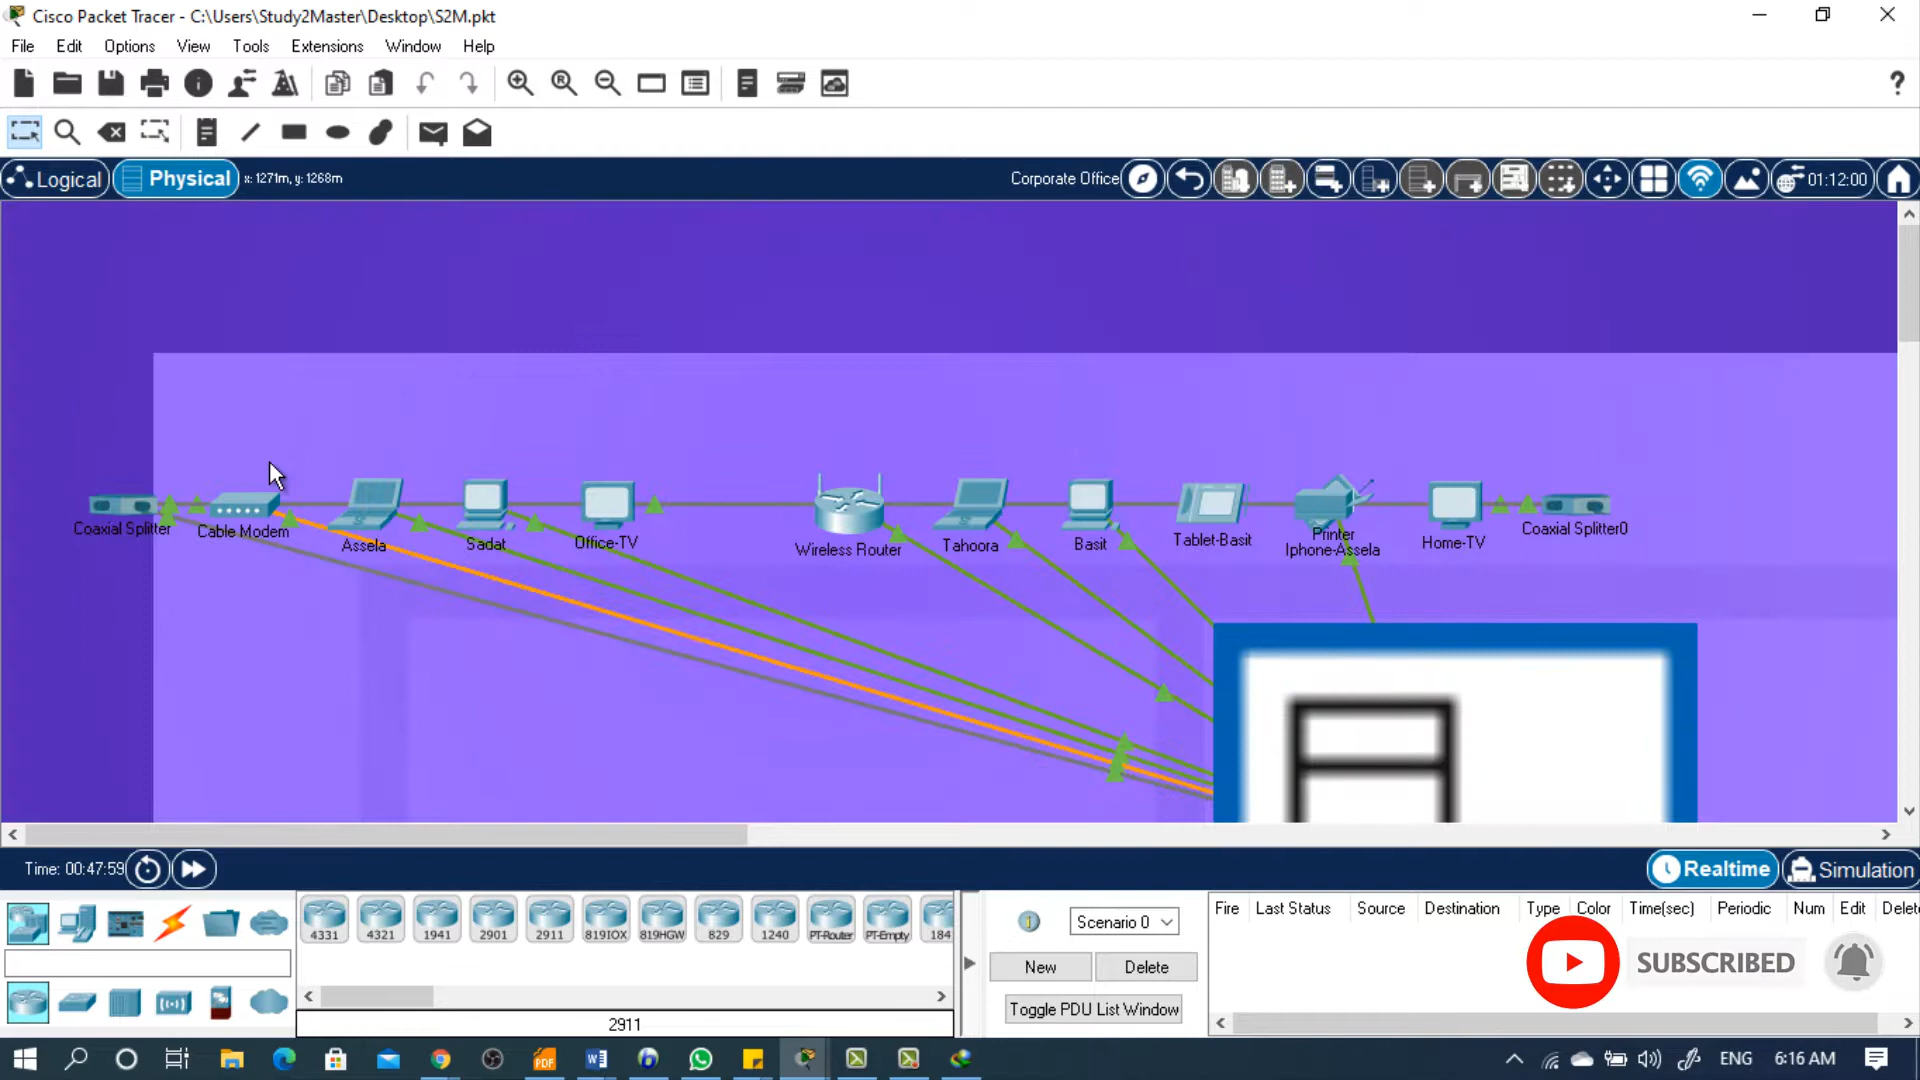 Cisco Packet Tracer - C:\Users\Study2Master\Desktop\S2M.pkt
File Edit Options View Tools Extensions Window Help
Logical Physical x: 1271m, y: 1268m Corporate Office 01:12:00
Coaxial Splitter Cable Modem Assela Sadat Office-TV Wireless Router Tahoora Basit Tablet-Basit Printer Iphone-Assela Home-TV Coaxial Splitter0
Time: 00:47:59 Realtime Simulation
4331 4321 1941 2901 2911 819IOX 819HGW 829 1240 PT-Router PT-Empty 184
Scenario 0
New Delete
Toggle PDU List Window
2911
Fire Last Status Source Destination Type Color Time(sec) Periodic Num Edit Delete
SUBSCRIBED
PDF
ENG 6:16 AM